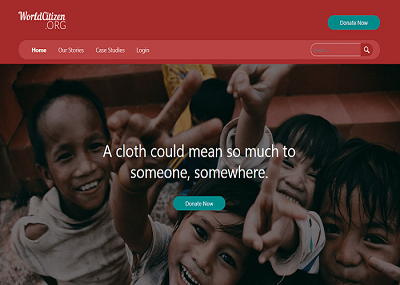 WorldCitizen
.ORG
Donate Now
Home Our Stories Case Studies Login
A cloth could mean so much to
someone, somewhere.
Donate Now